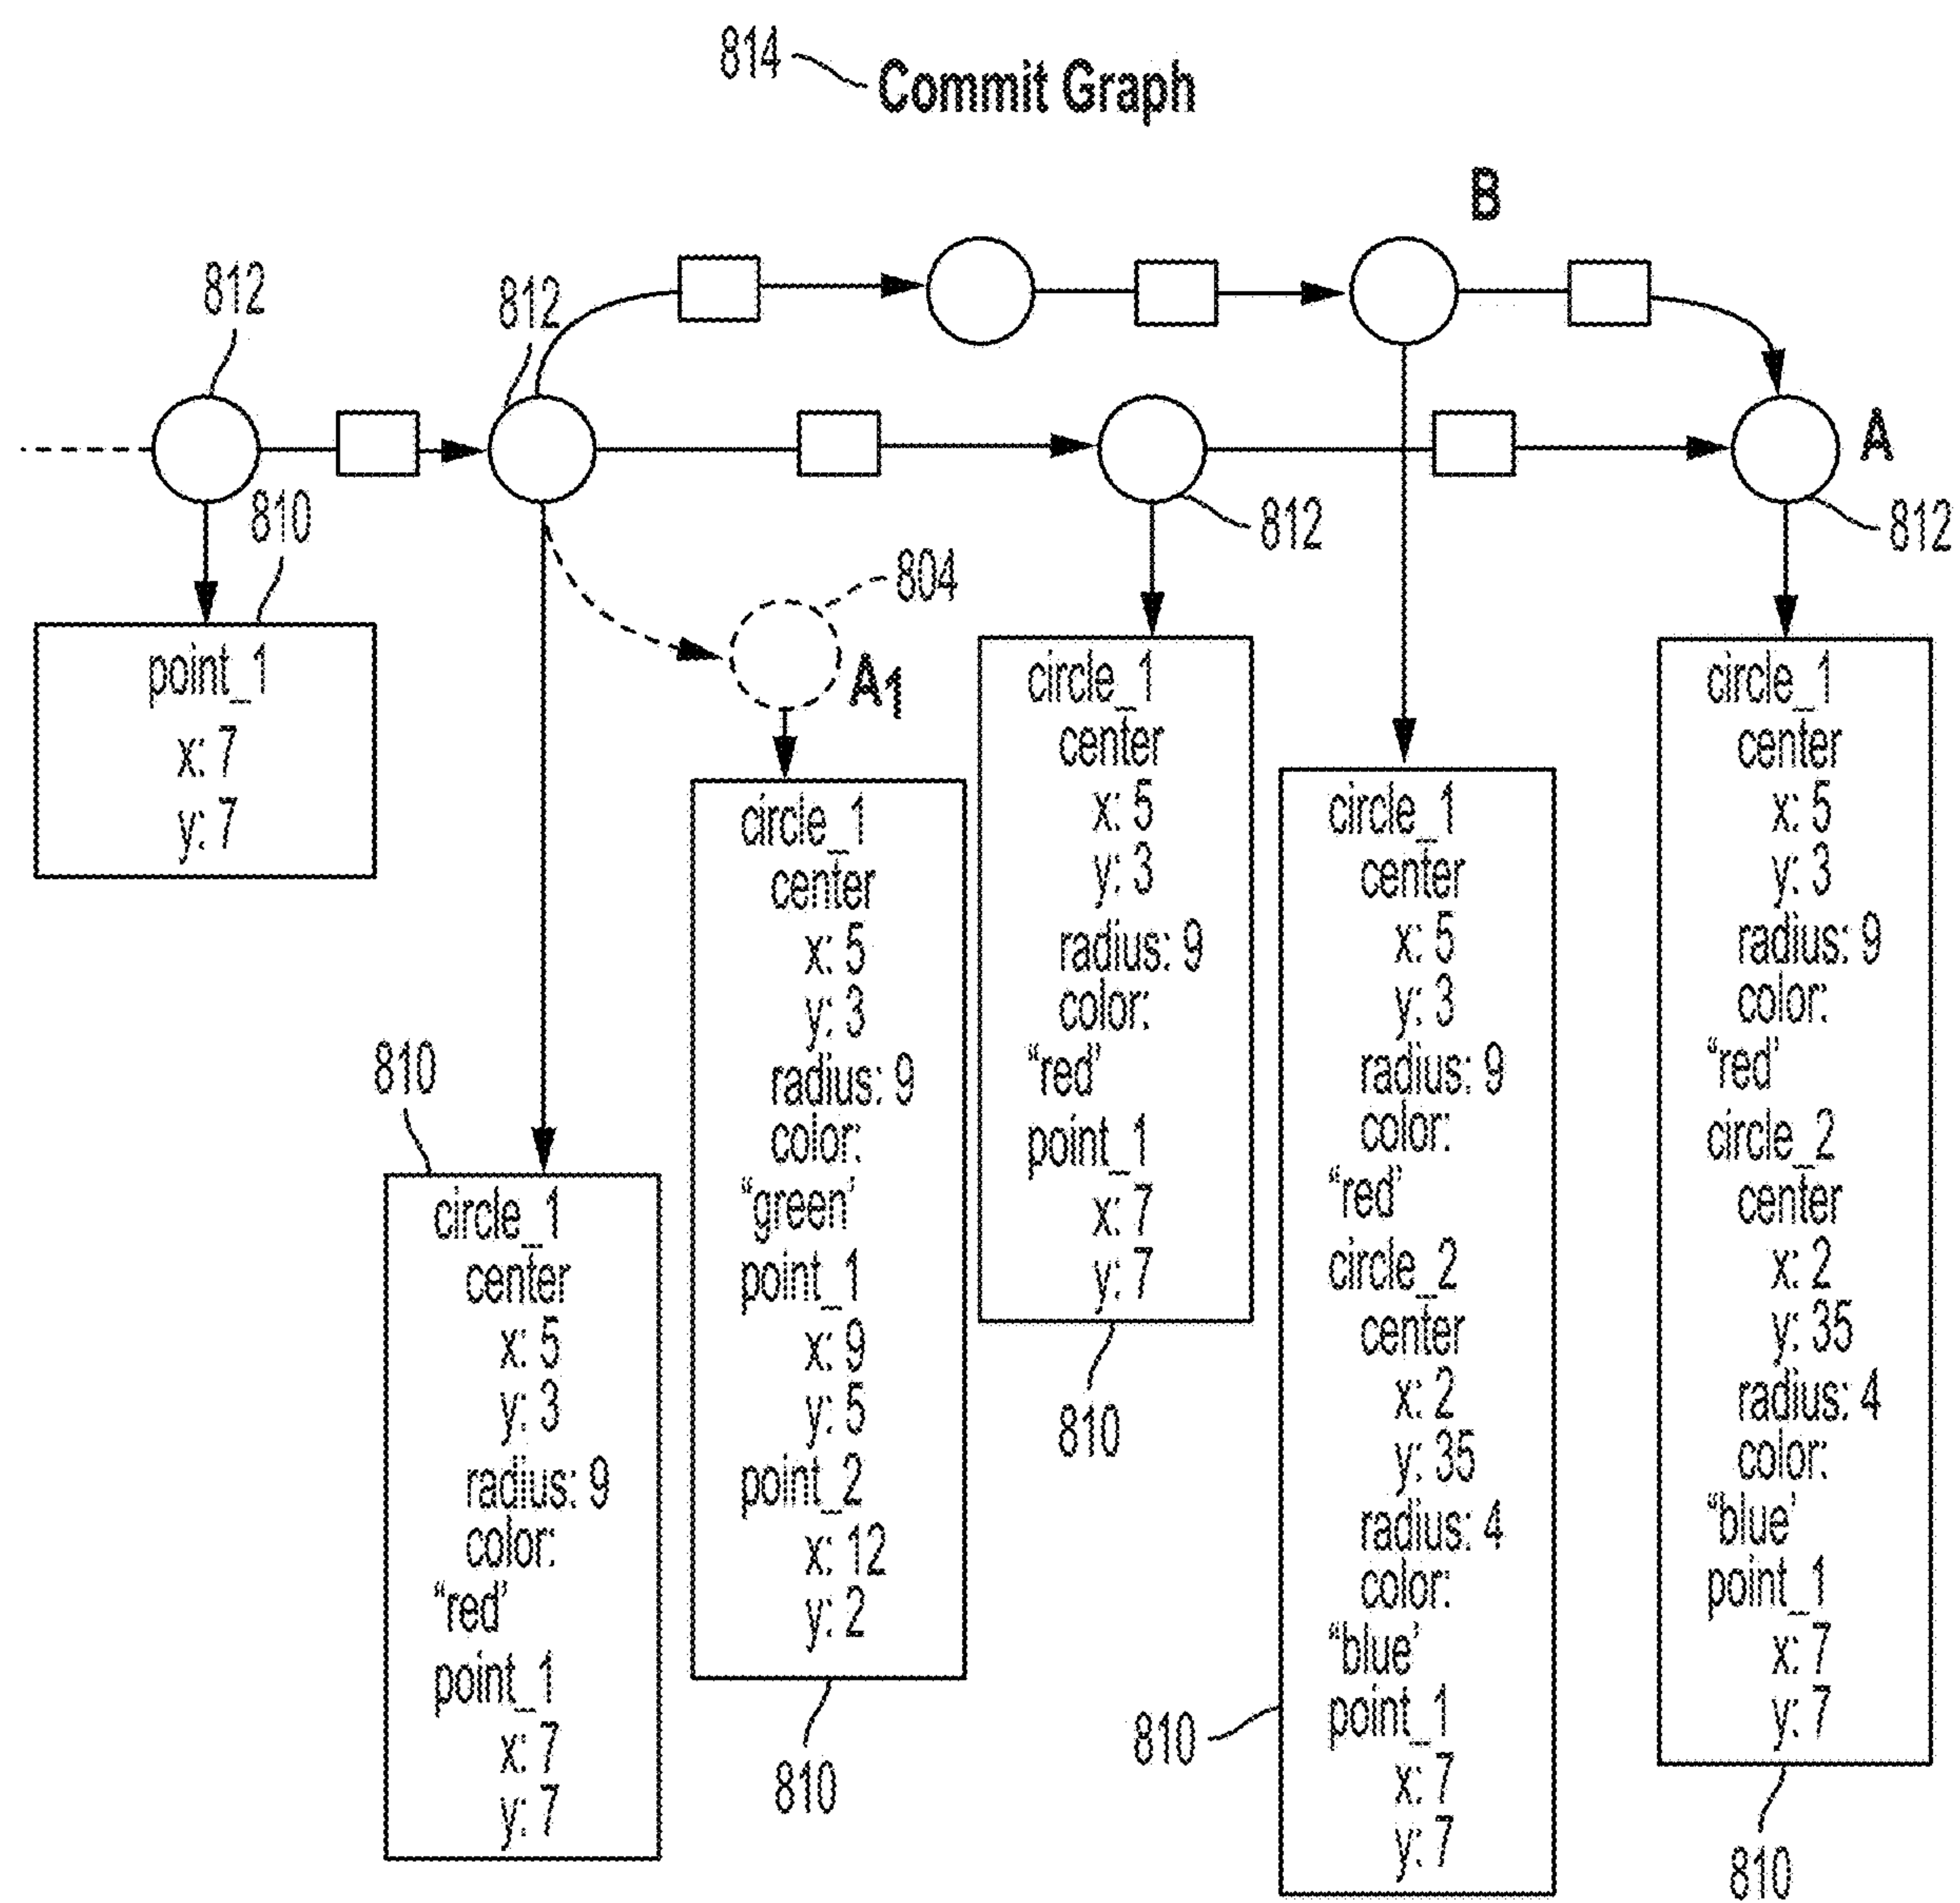 814
Commit Graph
B
812
812
A
812
812
810
804
A1
point_1
x: 7
y: 7
810
circle_1
center
x: 5
y: 3
radius: 9
color:
“red’
point_1
x: 7
y: 7
circle_1
center
x: 5
y: 3
radius: 9
color:
“green’
point_1
x: 9
y: 5
point_2
x: 12
y: 2
810
circle_1
center
x: 5
y: 3
radius: 9
color:
“red’
point_1
x: 7
y: 7
810
circle_1
center
x: 5
y: 3
radius: 9
color:
“red’
circle_2
center
x: 2
y: 35
radius: 4
color:
“blue’
point_1
x: 7
y: 7
810
circle_1
center
x: 5
y: 3
radius: 9
color:
“red’
circle_2
center
x: 2
y: 35
radius: 4
color:
“blue’
point_1
x: 7
y: 7
810